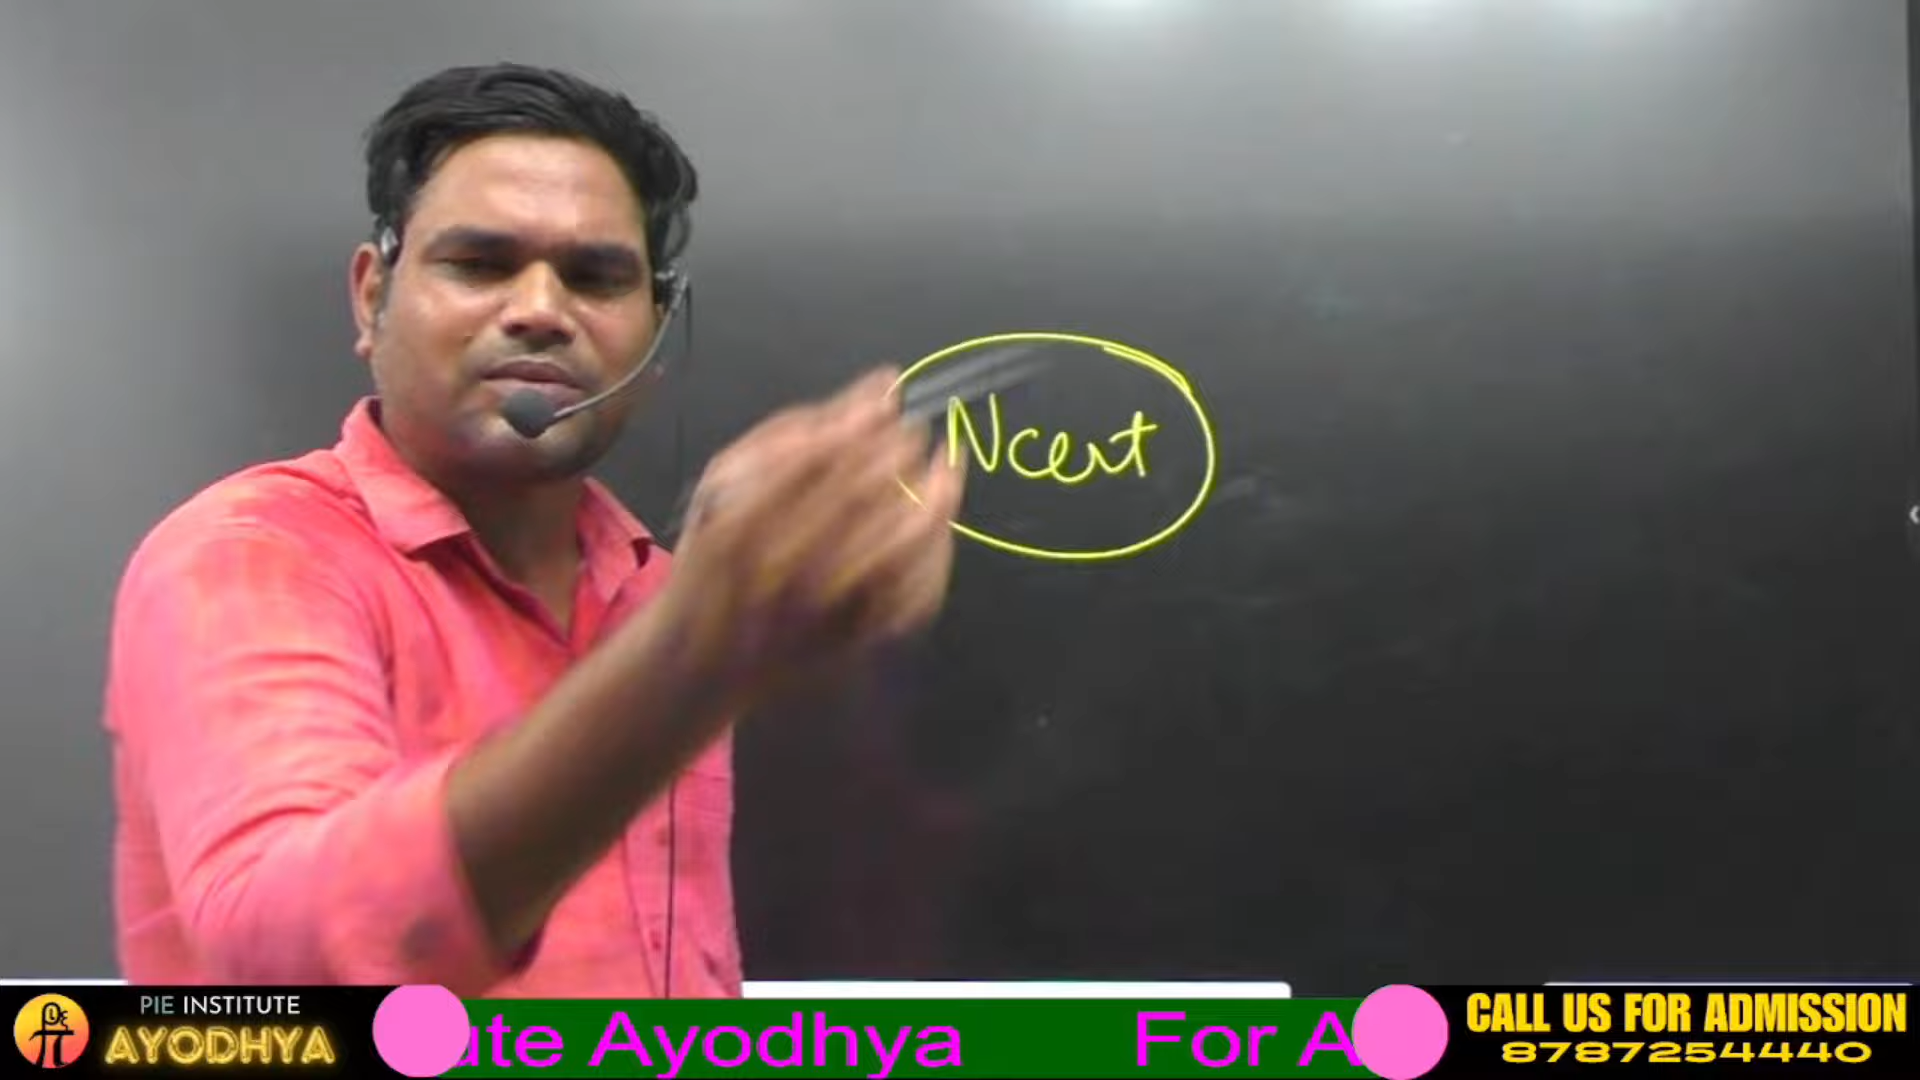 Ncert
PIE INSTITUTE
AYODHYA
ute Ayodhya For A
CALL US FOR ADMISSION
8787254440